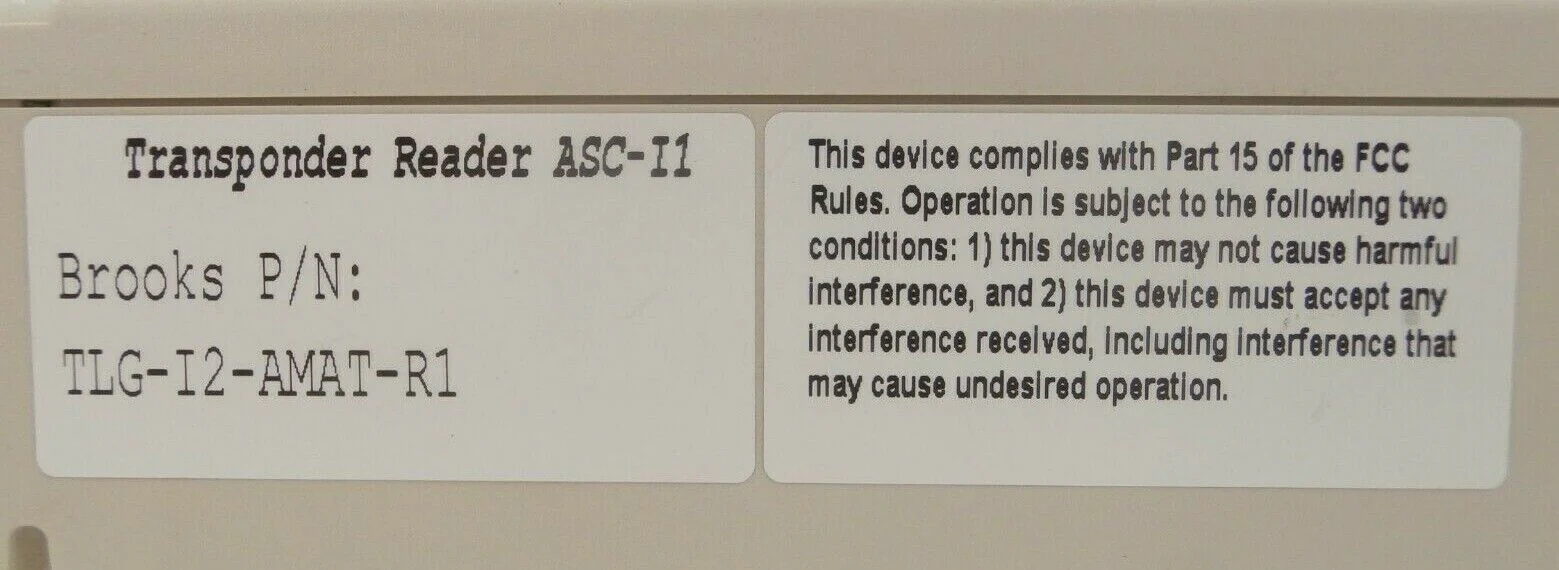 Transponder Reader ASC-I1
Brooks P/N:
TLG-I2-AMAT-R1
This device complies with Part 15 of the FCC
Rules. Operation is subject to the following two
conditions: 1) this device may not cause harmful
interference, and 2) this device must accept any
interference received, including interference that
may cause undesired operation.